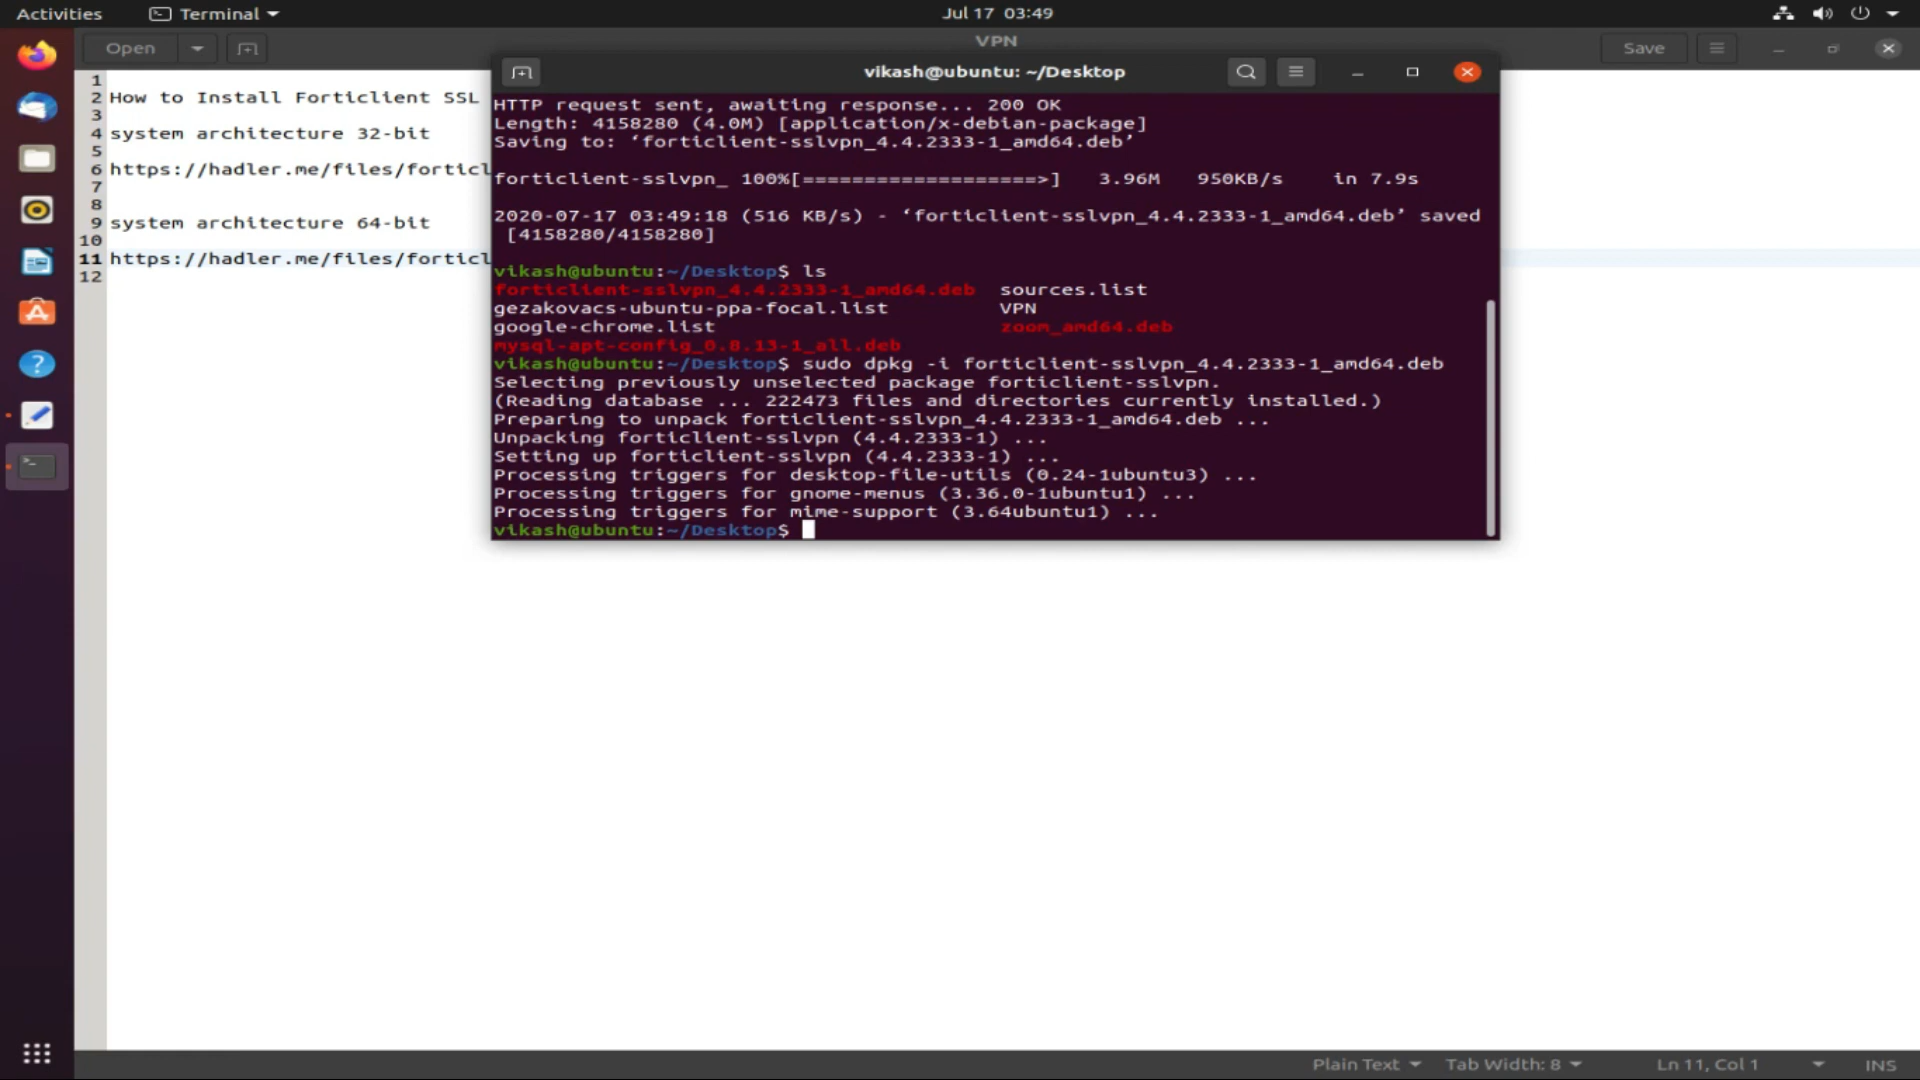 Activities Terminal Jul 17 03:49
Open VPN Save
vikash@ubuntu: ~/Desktop
1
2 How to Install Forticlient SSL
3
4 system architecture 32-bit
5
6 https://hadler.me/files/forticl
7
8
9 system architecture 64-bit
10
11 https://hadler.me/files/forticl
12
HTTP request sent, awaiting response... 200 OK
Length: 4158280 (4.0M) [application/x-debian-package]
Saving to: ‘forticlient-sslvpn_4.4.2333-1_amd64.deb’
forticlient-sslvpn_ 100%[===================>] 3.96M 950KB/s in 7.9s
2020-07-17 03:49:18 (516 KB/s) - ‘forticlient-sslvpn_4.4.2333-1_amd64.deb’ saved
[4158280/4158280]
vikash@ubuntu:~/Desktop$ ls
forticlient-sslvpn_4.4.2333-1_amd64.deb sources.list
gezakovacs-ubuntu-ppa-focal.list VPN
google-chrome.list zoom_amd64.deb
mysql-apt-config_0.8.13-1_all.deb
vikash@ubuntu:~/Desktop$ sudo dpkg -i forticlient-sslvpn_4.4.2333-1_amd64.deb
Selecting previously unselected package forticlient-sslvpn.
(Reading database ... 222473 files and directories currently installed.)
Preparing to unpack forticlient-sslvpn_4.4.2333-1_amd64.deb ...
Unpacking forticlient-sslvpn (4.4.2333-1) ...
Setting up forticlient-sslvpn (4.4.2333-1) ...
Processing triggers for desktop-file-utils (0.24-1ubuntu3) ...
Processing triggers for gnome-menus (3.36.0-1ubuntu1) ...
Processing triggers for mime-support (3.64ubuntu1) ...
vikash@ubuntu:~/Desktop$
Plain Text Tab Width: 8 Ln 11, Col 1 INS